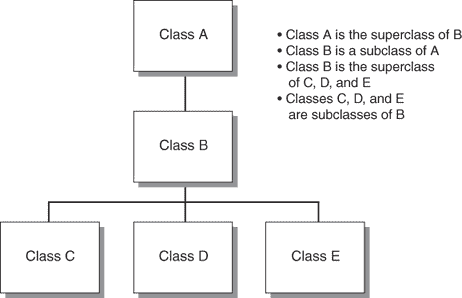 Class A
• Class A is the superclass of B
• Class B is a subclass of A
• Class B is the superclass
of C, D, and E
• Classes C, D, and E
are subclasses of B
Class B
Class C
Class D
Class E